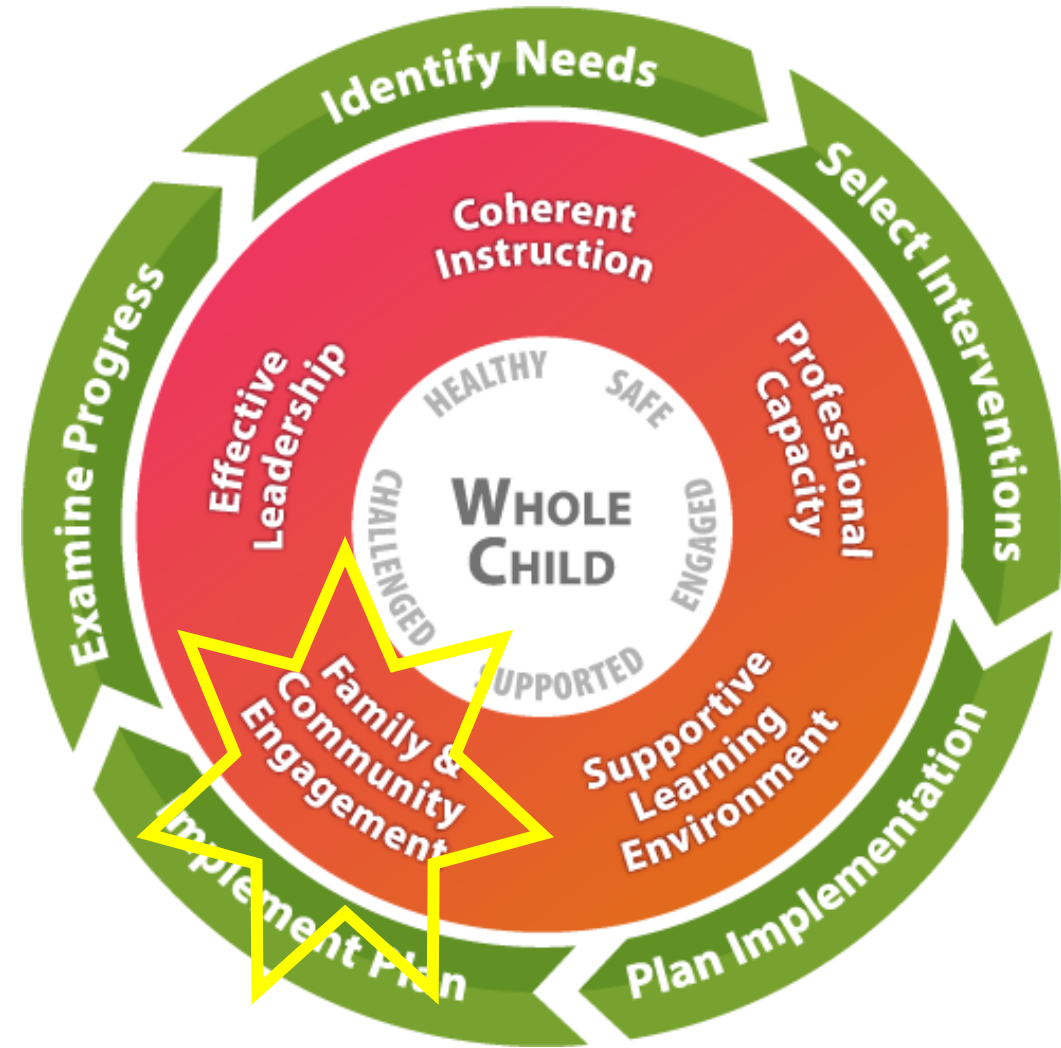 Identify Needs
Select Interventions
Plan Implementation
Implement Plan
Examine Progress
Coherent
Instruction
Professional
Capacity
Supportive
Learning
Environment
Family &
Community
Engagement
Effective
Leadership
HEALTHY
SAFE
ENGAGED
SUPPORTED
CHALLENGED
WHOLE
CHILD